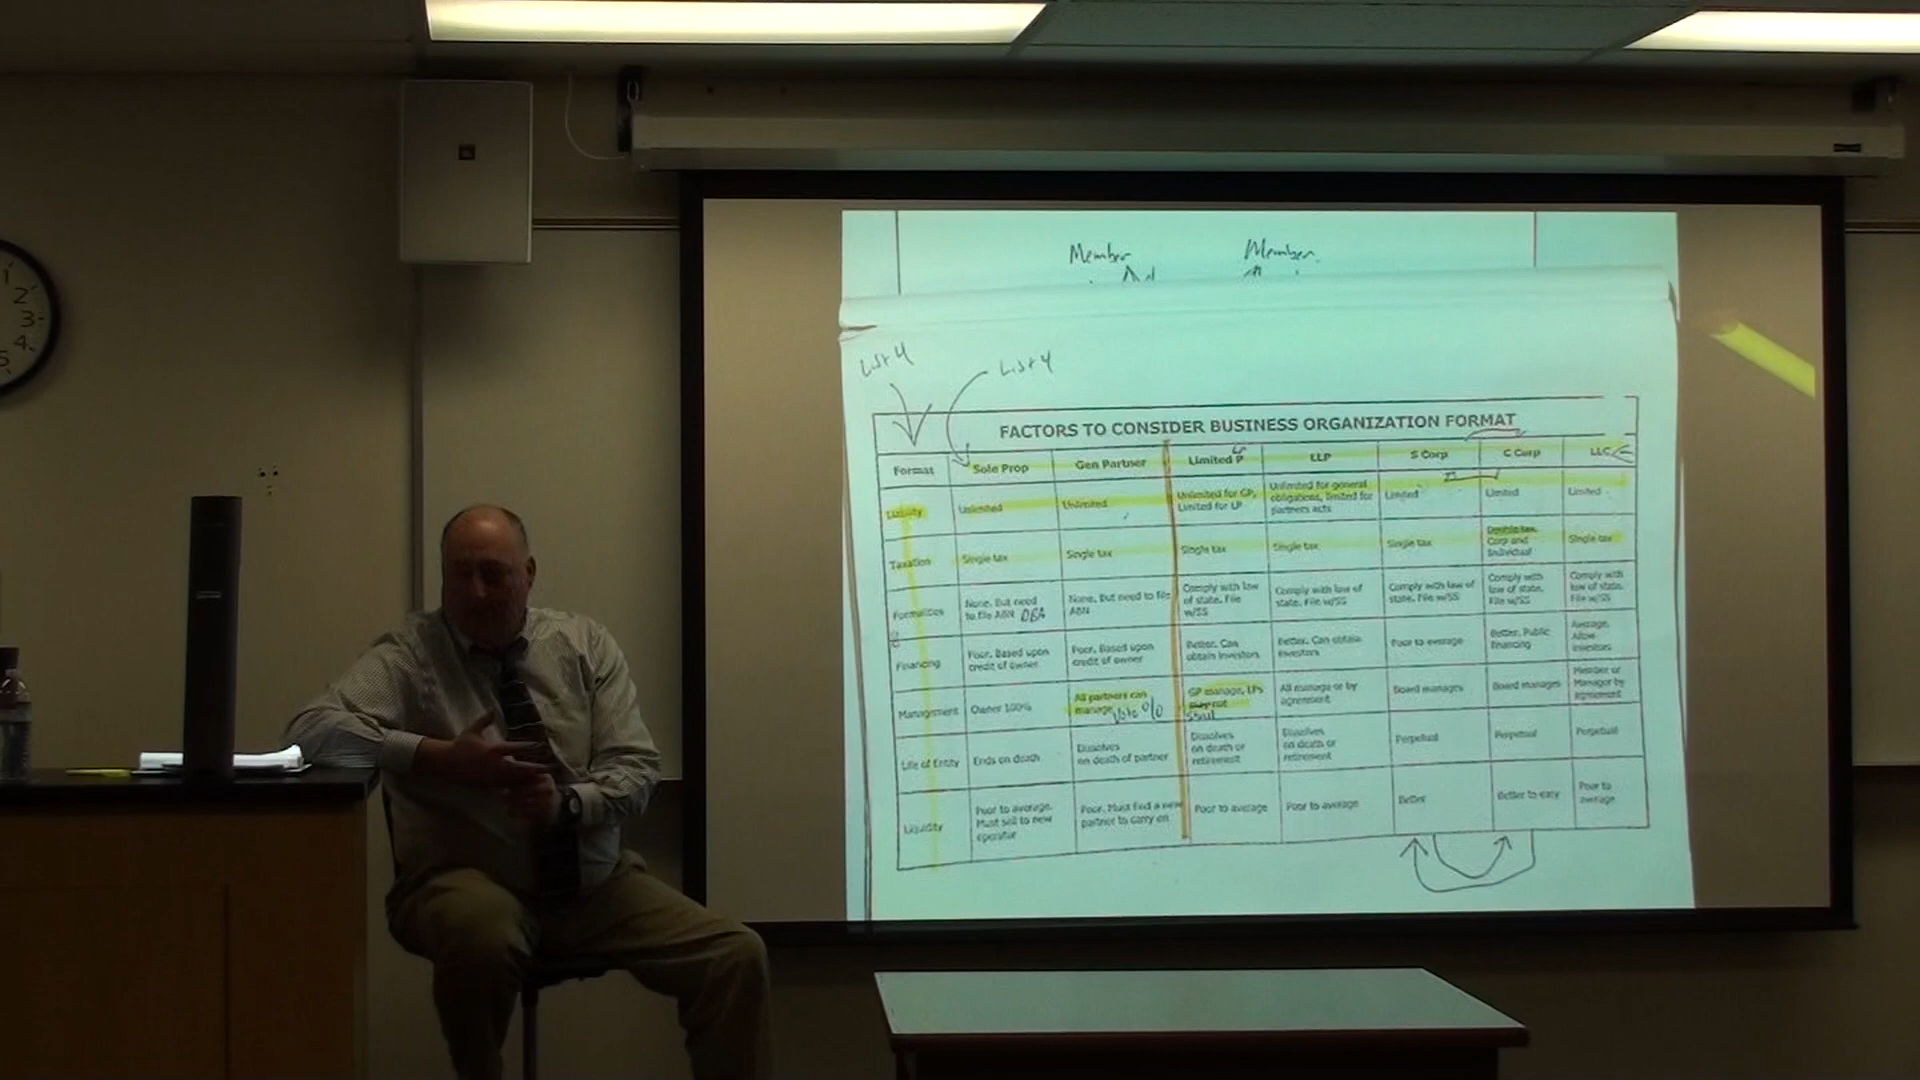 1
2
3
4
5
Member Member
List 4
List 4
FACTORS TO CONSIDER BUSINESS ORGANIZATION FORMAT
Format Sole Prop Gen Partner Limited P LLP S Corp C Corp LLC
LP
Liability Unlimited Unlimited Unlimited for GP, Limited for LP Unlimited for general obligations, limited for partners acts Limited Limited Limited
Taxation Single tax Single tax Single tax Single tax Single tax Double tax, Corp and Individual Single tax
Formalities None. But need to file ABN DBA None. But need to file ABN Comply with law of state. File w/SS Comply with law of state. File w/SS Comply with law of state. File w/SS Comply with law of state. File w/SS Comply with law of state. File w/SS
Financing Poor. Based upon credit of owner Poor. Based upon credit of owner Better. Can obtain investors Better. Can obtain investors Poor to average Better. Public financing Average. Allow investors
Management Owner 100% All partners can manage Vote % GP manage, LPs may not All manage or by agreement Board manages Board manages Member or Manager by agreement
Life of Entity Ends on death Dissolves on death of partner Dissolves on death or retirement Dissolves on death or retirement Perpetual Perpetual Perpetual
Liquidity Poor to average. Must sell to new operator Poor. Must find a new partner to carry on Poor to average Poor to average Better Better to easy Poor to average